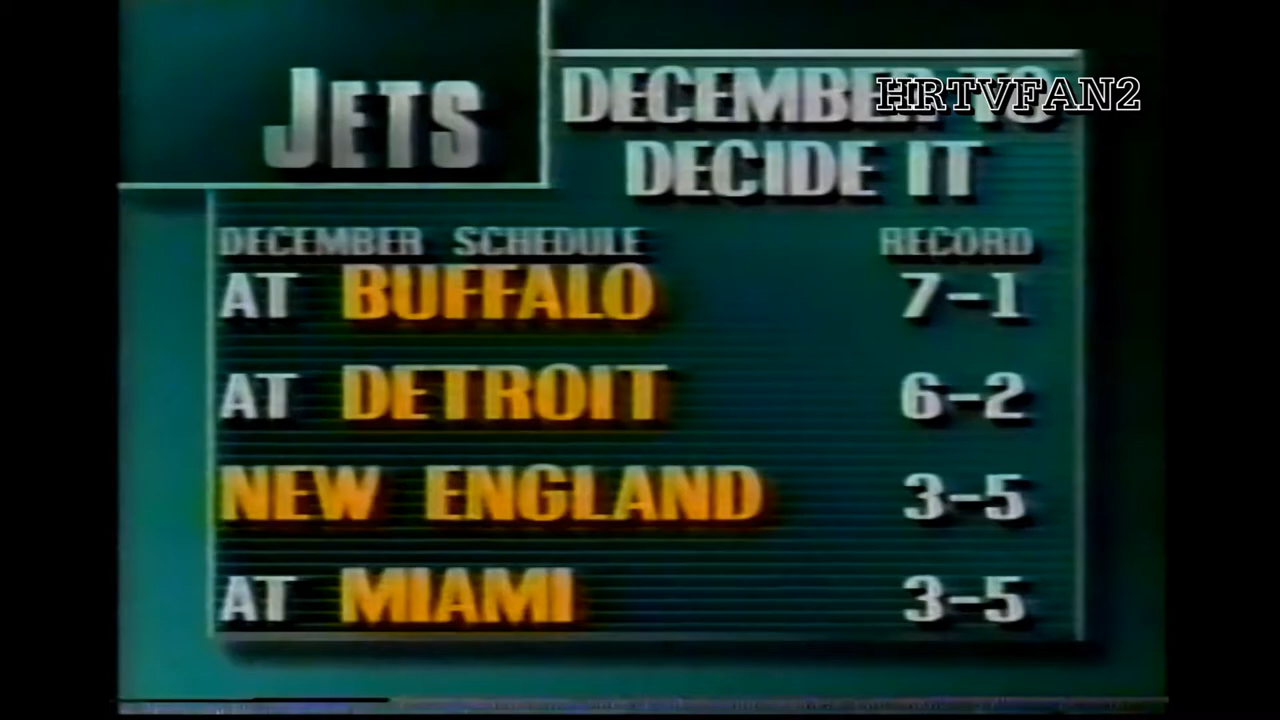 JETS
DECEMBER TO
HRTVFAN2
DECIDE IT
DECEMBER SCHEDULE RECORD
AT BUFFALO 7-1
AT DETROIT 6-2
NEW ENGLAND 3-5
AT MIAMI 3-5